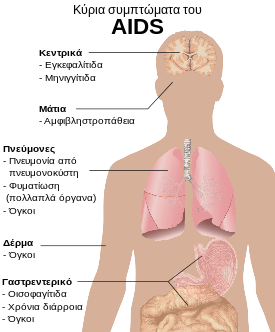 Κύρια συμπτώματα του
AIDS
Κεντρικά
- Εγκεφαλίτιδα
- Μηνιγγίτιδα
Μάτια
- Αμφιβληστροπάθεια
Πνεύμονες
- Πνευμονία από
πνευμονοκύστη
- Φυματίωση
(πολλαπλά όργανα)
- Όγκοι
Δέρμα
- Όγκοι
Γαστρεντερικό
- Οισοφαγίτιδα
- Χρόνια διάρροια
- Όγκοι